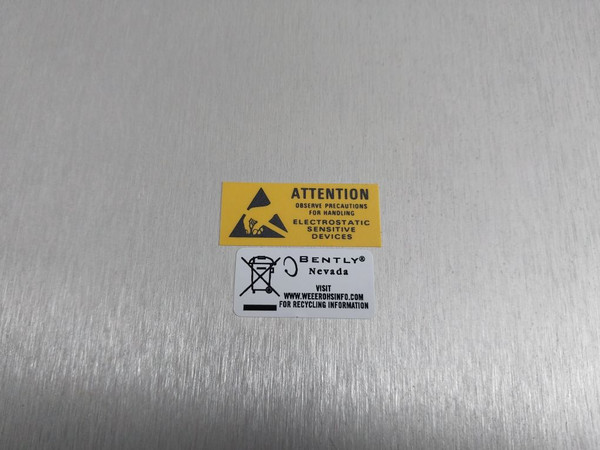 ATTENTION
OBSERVE PRECAUTIONS
FOR HANDLING
ELECTROSTATIC
SENSITIVE
DEVICES
BENTLY®
Nevada
VISIT
WWW.WEEEROHSINFO.COM
FOR RECYCLING INFORMATION